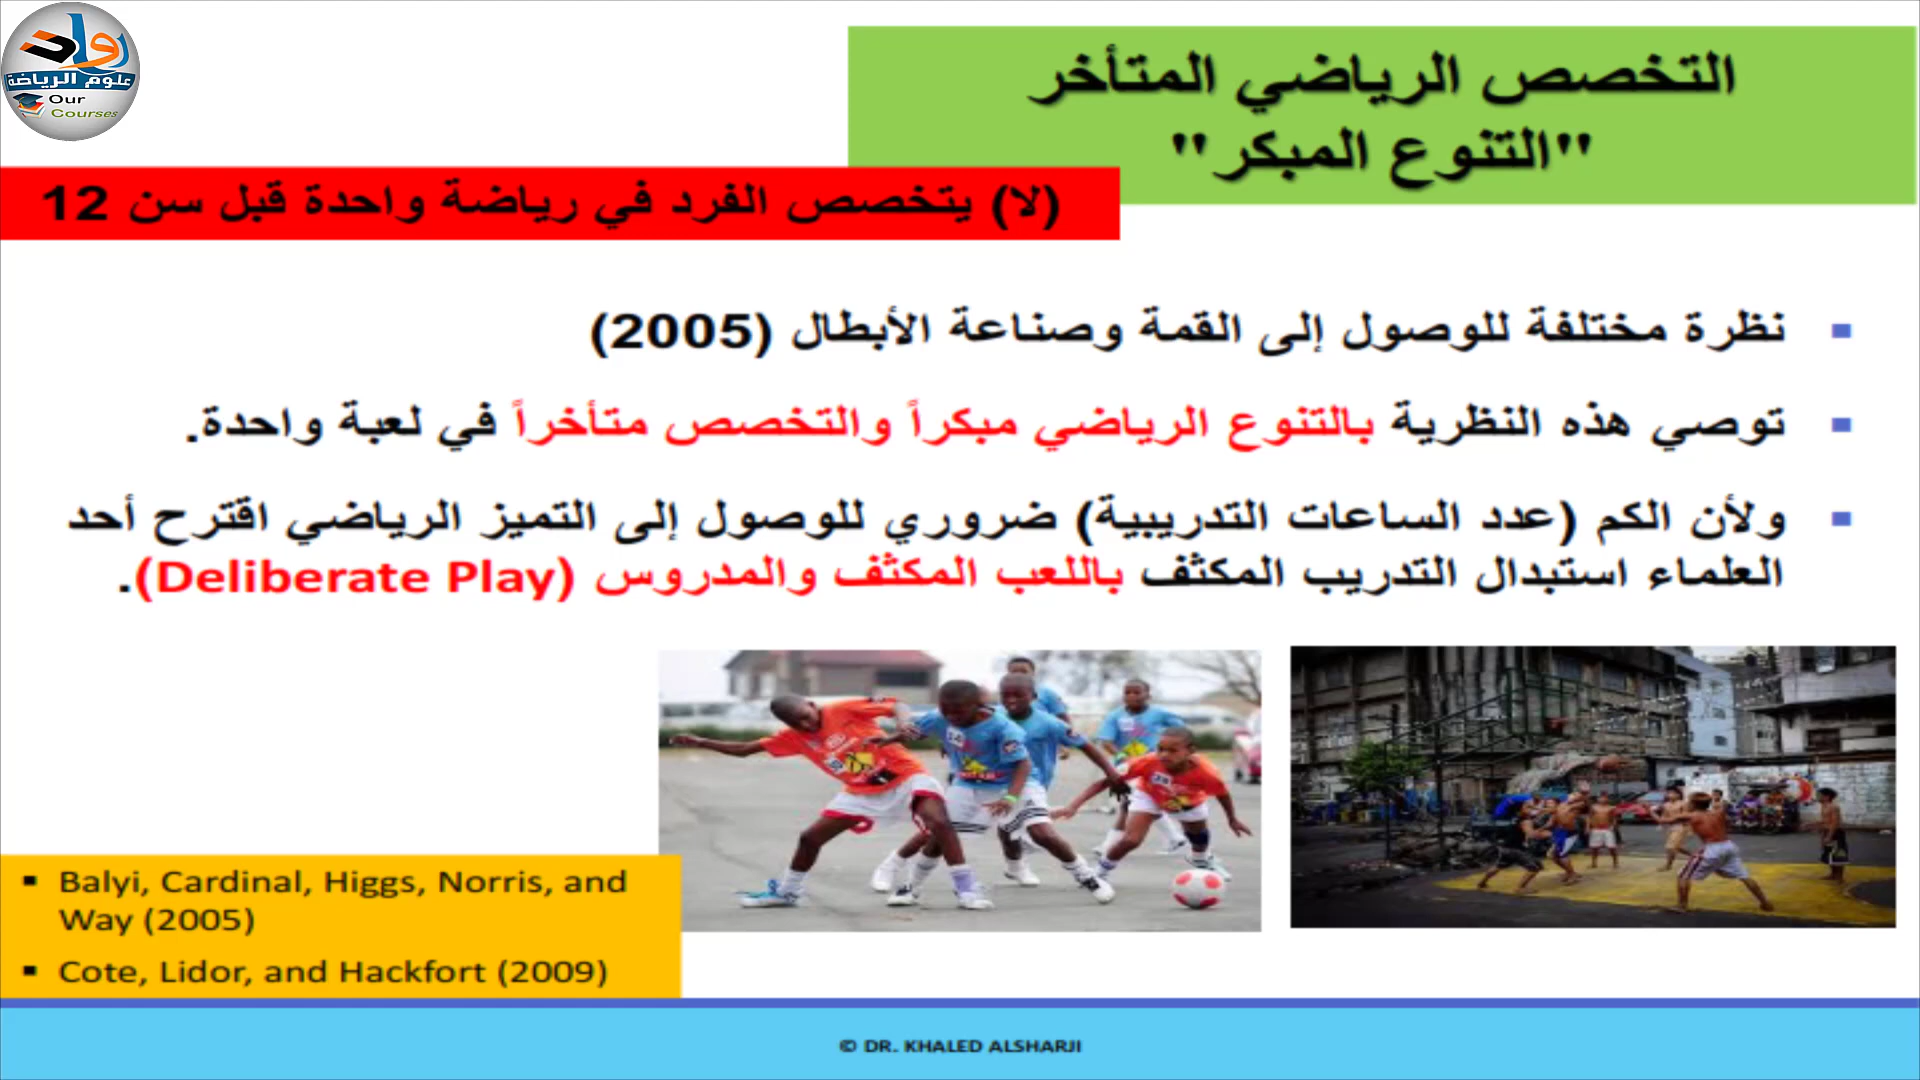 رواد
علوم الرياضة
Our
Courses
التخصص الرياضي المتأخر
"التنوع المبكر"
(لا) يتخصص الفرد في رياضة واحدة قبل سن 12
▪ نظرة مختلفة للوصول إلى القمة وصناعة الأبطال (2005)
▪ توصي هذه النظرية بالتنوع الرياضي مبكراً والتخصص متأخراً في لعبة واحدة.
▪ ولأن الكم (عدد الساعات التدريبية) ضروري للوصول إلى التميز الرياضي اقترح أحد
العلماء استبدال التدريب المكثف باللعب المكثف والمدروس (Deliberate Play).
▪ Balyi, Cardinal, Higgs, Norris, and
Way (2005)
▪ Cote, Lidor, and Hackfort (2009)
© DR. KHALED ALSHARJI